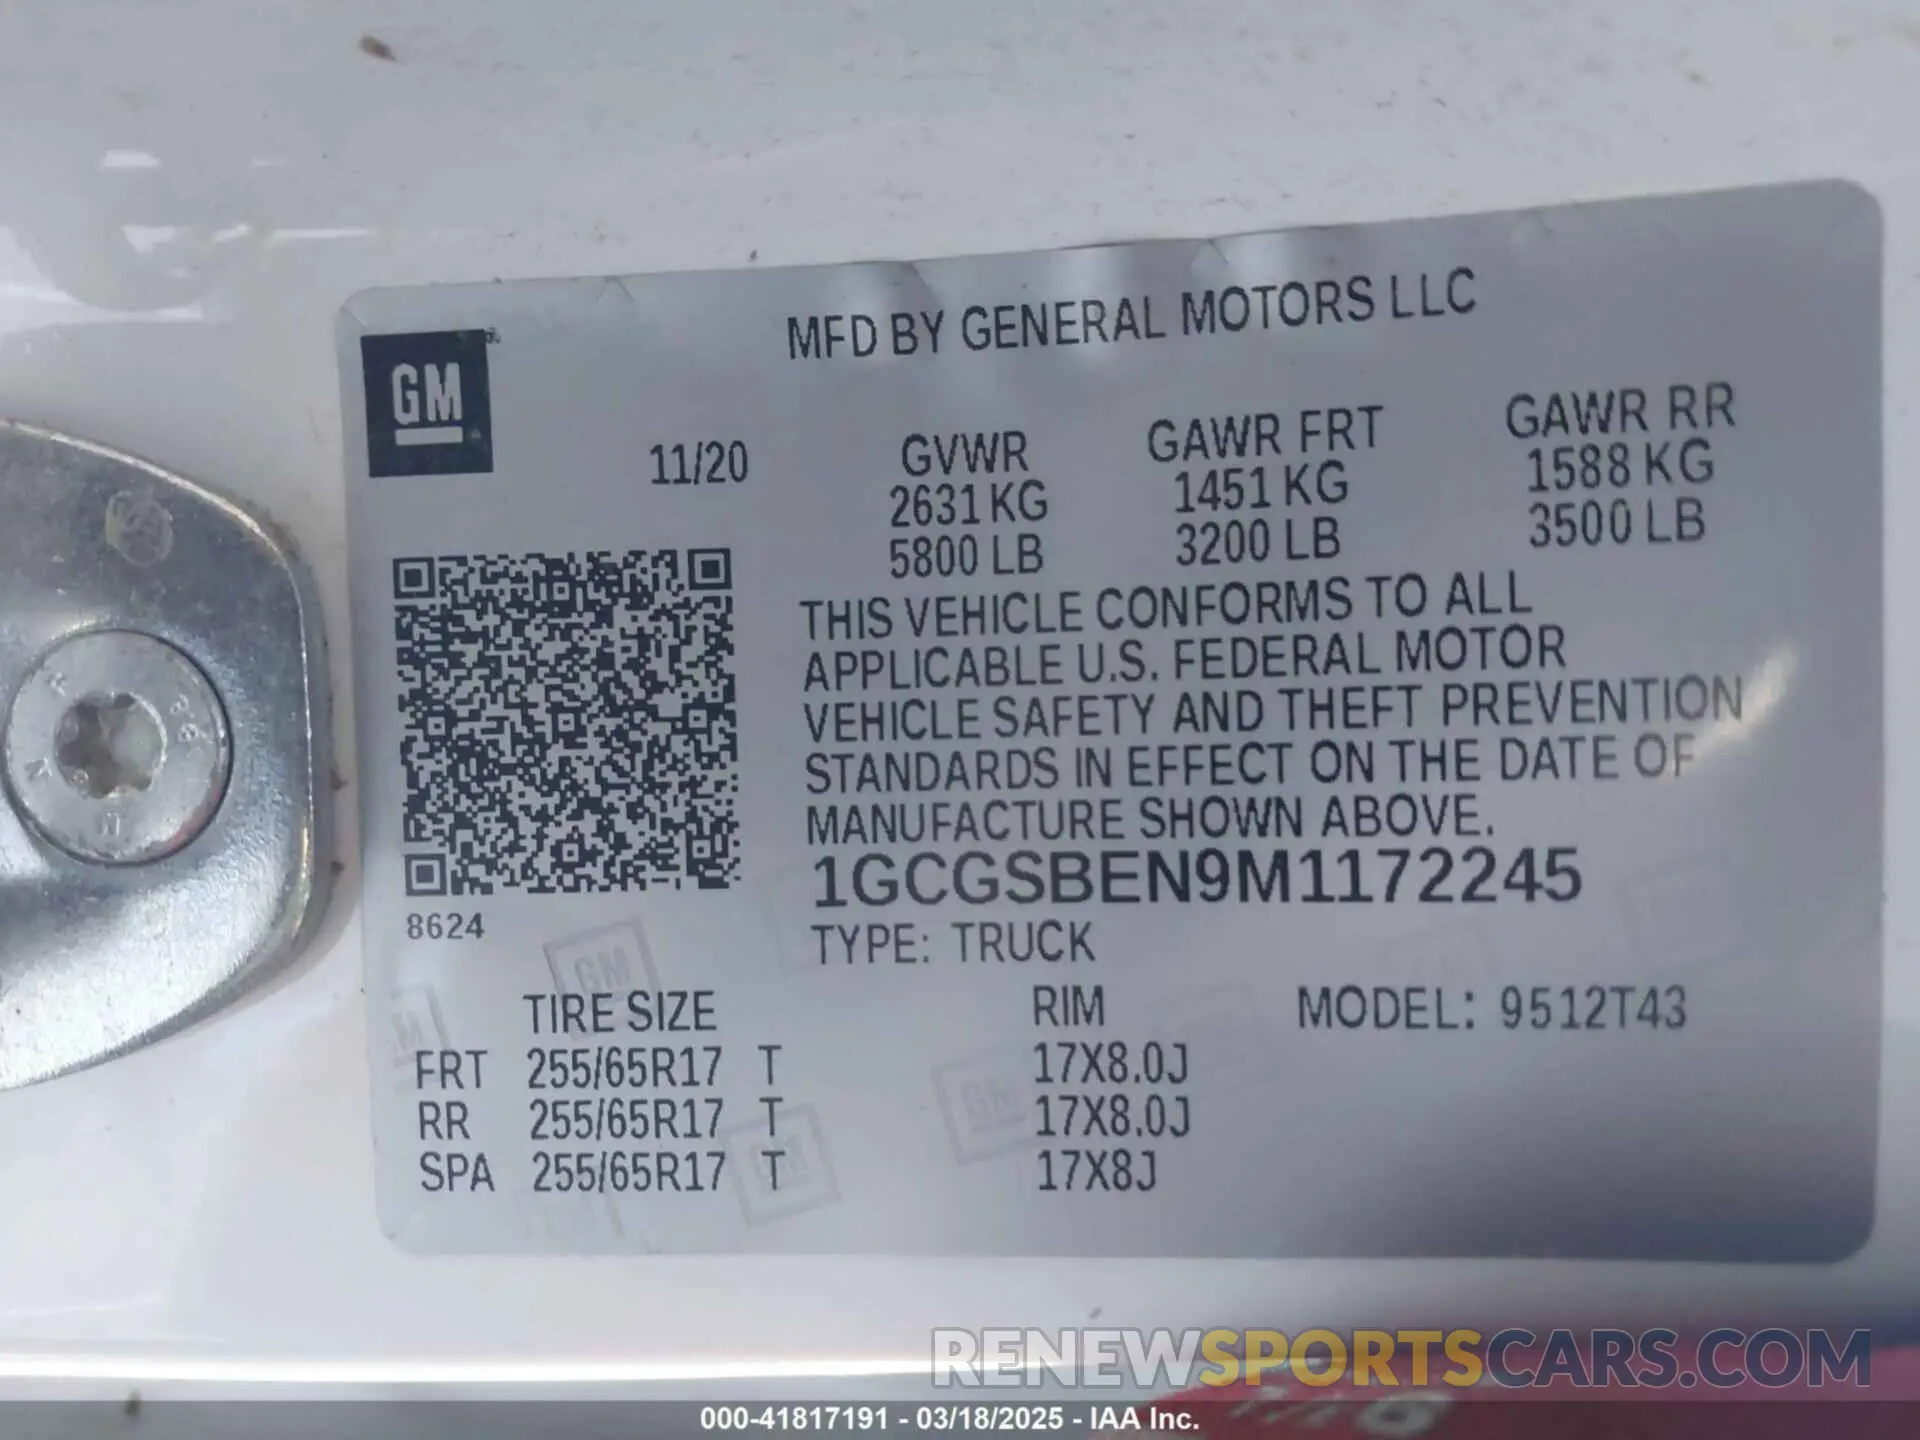 MFD BY GENERAL MOTORS LLC
GM
11/20
GVWR GAWR FRT GAWR RR
2631 KG 1451 KG 1588 KG
5800 LB 3200 LB 3500 LB
THIS VEHICLE CONFORMS TO ALL
APPLICABLE U.S. FEDERAL MOTOR
VEHICLE SAFETY AND THEFT PREVENTION
STANDARDS IN EFFECT ON THE DATE OF
MANUFACTURE SHOWN ABOVE.
1GCGSBEN9M1172245
8624
TYPE: TRUCK
TIRE SIZE RIM MODEL: 9512T43
FRT 255/65R17 T 17X8.0J
RR 255/65R17 T 17X8.0J
SPA 255/65R17 T 17X8J
GM
GM
GM
RENEWSPORTSCARS.COM
000-41817191 - 03/18/2025 - IAA Inc.